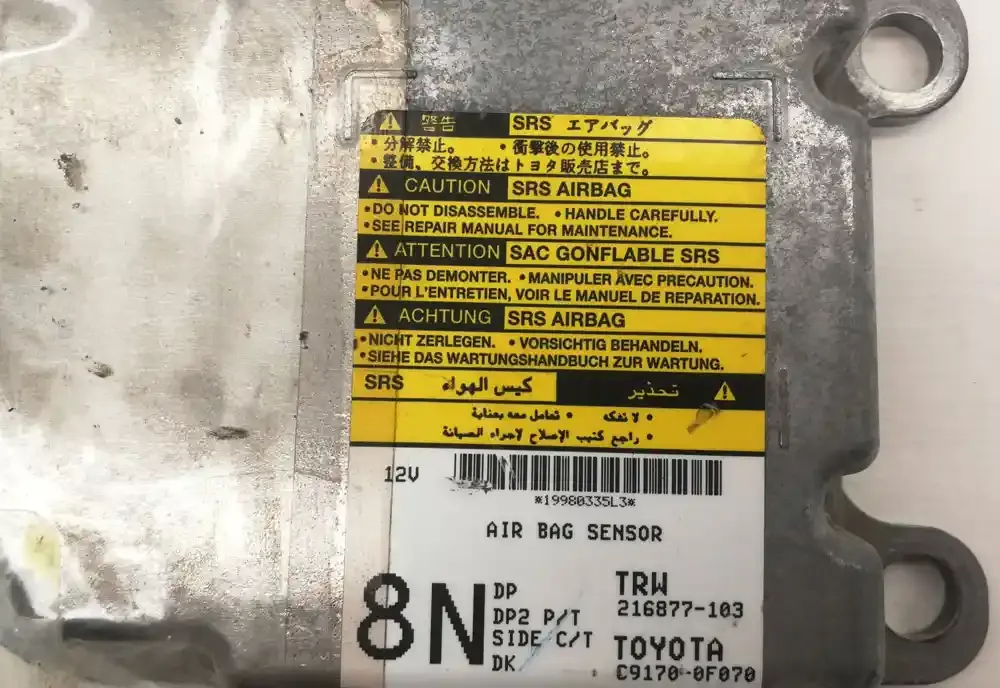 警告 SRS エアバッグ
・分解禁止。 ・衝撃後の使用禁止。
・整備、交換方法はトヨタ販売店まで。
CAUTION SRS AIRBAG
•DO NOT DISASSEMBLE. •HANDLE CAREFULLY.
•SEE REPAIR MANUAL FOR MAINTENANCE.
ATTENTION SAC GONFLABLE SRS
•NE PAS DEMONTER. •MANIPULER AVEC PRECAUTION.
•POUR L'ENTRETIEN, VOIR LE MANUEL DE REPARATION.
ACHTUNG SRS AIRBAG
•NICHT ZERLEGEN. •VORSICHTIG BEHANDELN,
•SIEHE DAS WARTUNGSHANDBUCH ZUR WARTUNG.
تحذير كيس الهواء SRS
• لا تفكه • تعامل معه بعناية
• راجع كتيب الإصلاح لإجراء الصيانة
12V
*19980335L3*
AIR BAG SENSOR
8N
DP
DP2 P/T
SIDE C/T
DK
TRW
216877-103
TOYOTA
C9170-0F070